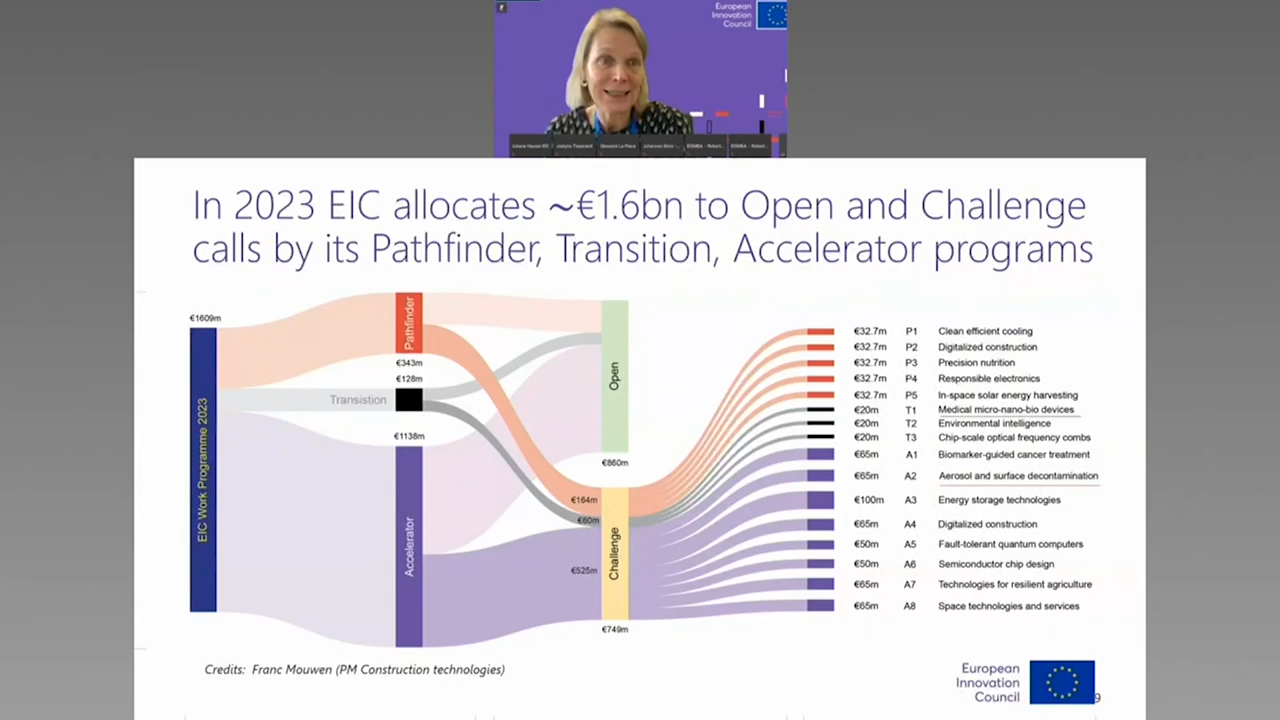 European
Innovation
Council
In 2023 EIC allocates ~€1.6bn to Open and Challenge
calls by its Pathfinder, Transition, Accelerator programs
€1609m
EIC Work Programme 2023
Pathfinder
€343m
€128m
Transistion
€1138m
Accelerator
Open
€860m
€164m
€60m
€525m
Challenge
€749m
€32.7m P1 Clean efficient cooling
€32.7m P2 Digitalized construction
€32.7m P3 Precision nutrition
€32.7m P4 Responsible electronics
€32.7m P5 In-space solar energy harvesting
€20m T1 Medical micro-nano-bio devices
€20m T2 Environmental intelligence
€20m T3 Chip-scale optical frequency combs
€65m A1 Biomarker-guided cancer treatment
€65m A2 Aerosol and surface decontamination
€100m A3 Energy storage technologies
€65m A4 Digitalized construction
€50m A5 Fault-tolerant quantum computers
€50m A6 Semiconductor chip design
€65m A7 Technologies for resilient agriculture
€65m A8 Space technologies and services
Credits: Franc Mouwen (PM Construction technologies)
European
Innovation
Council
9